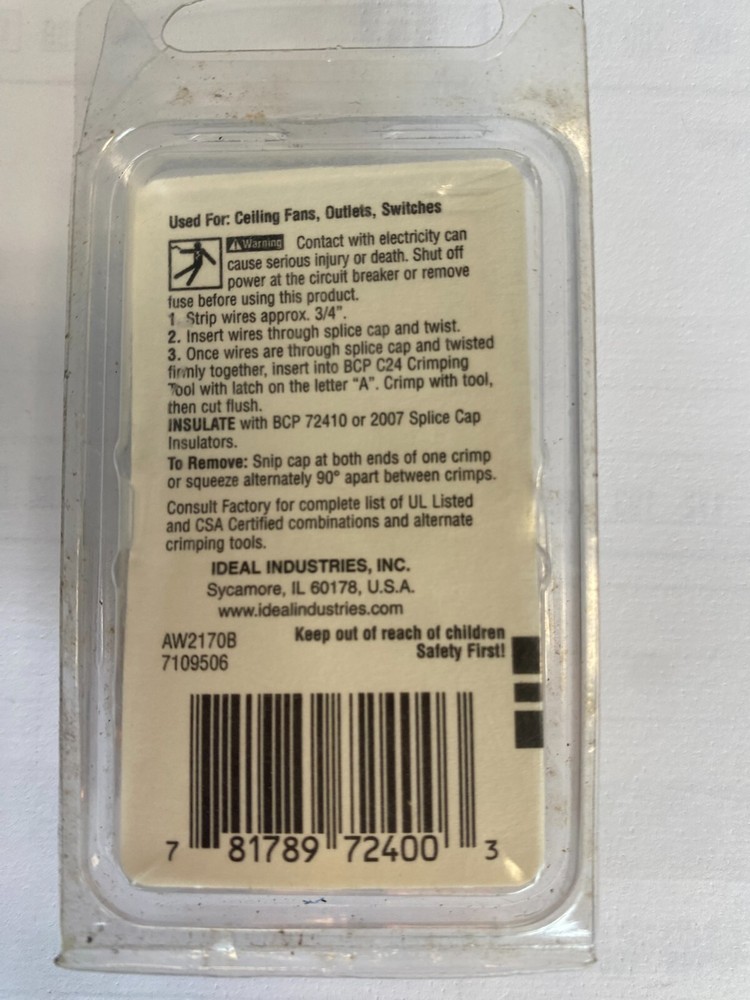 Used For: Ceiling Fans, Outlets, Switches
Warning Contact with electricity can
cause serious injury or death. Shut off
power at the circuit breaker or remove
fuse before using this product.
1 Strip wires approx. 3/4".
2. Insert wires through splice cap and twist.
3. Once wires are through splice cap and twisted
firmly together, insert into BCP C24 Crimping
Tool with latch on the letter "A". Crimp with tool,
then cut flush.
INSULATE with BCP 72410 or 2007 Splice Cap
Insulators.
To Remove: Snip cap at both ends of one crimp
or squeeze alternately 90° apart between crimps.
Consult Factory for complete list of UL Listed
and CSA Certified combinations and alternate
crimping tools.
IDEAL INDUSTRIES, INC.
Sycamore, IL 60178, U.S.A.
www.idealindustries.com
AW2170B
7109506
Keep out of reach of children
Safety First!
7 81789 72400 3